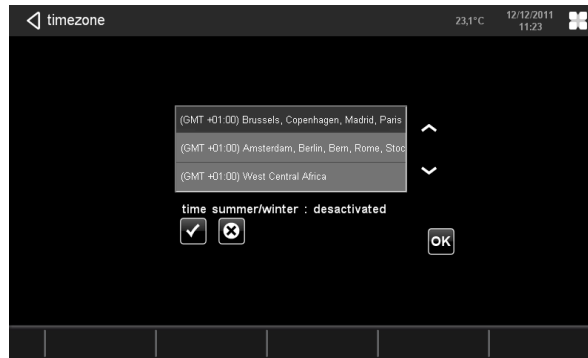 timezone
23,1°C
12/12/2011
11:23
(GMT +01:00) Brussels, Copenhagen, Madrid, Paris
(GMT +01:00) Amsterdam, Berlin, Bern, Rome, Stoc
(GMT +01:00) West Central Africa
time summer/winter : desactivated
OK